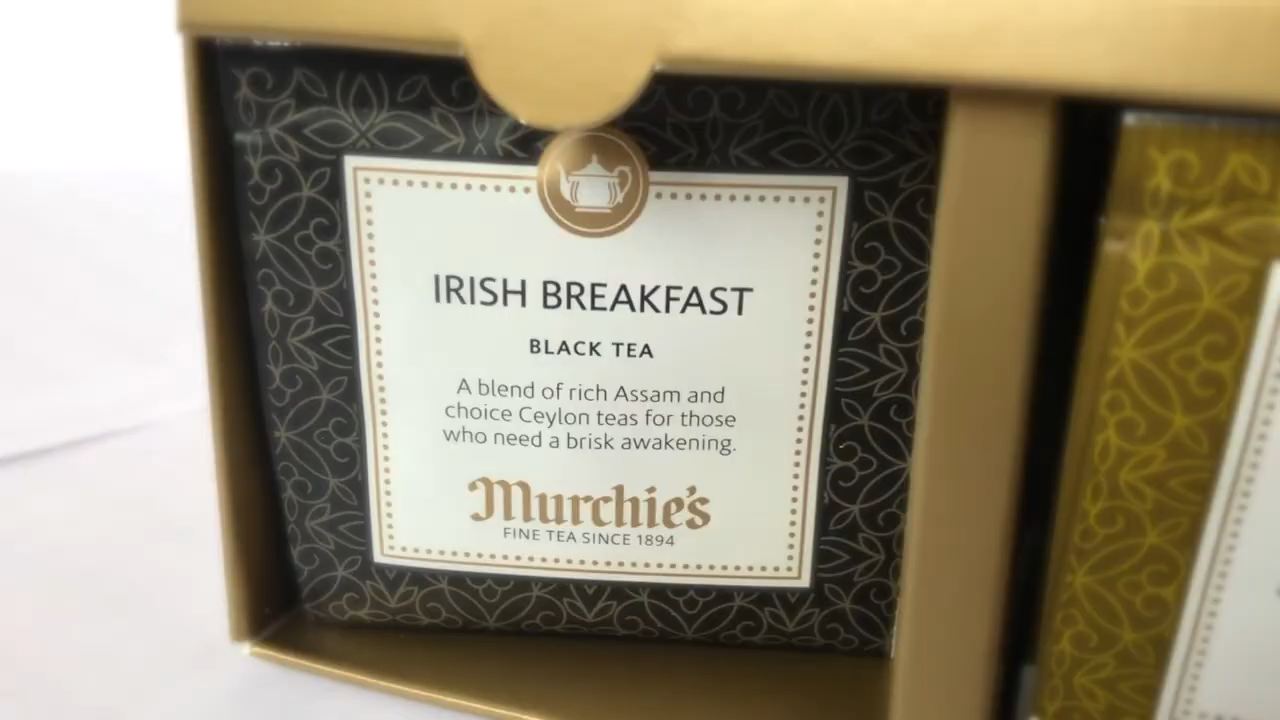 IRISH BREAKFAST
BLACK TEA
A blend of rich Assam and
choice Ceylon teas for those
who need a brisk awakening.
Murchie's
FINE TEA SINCE 1894